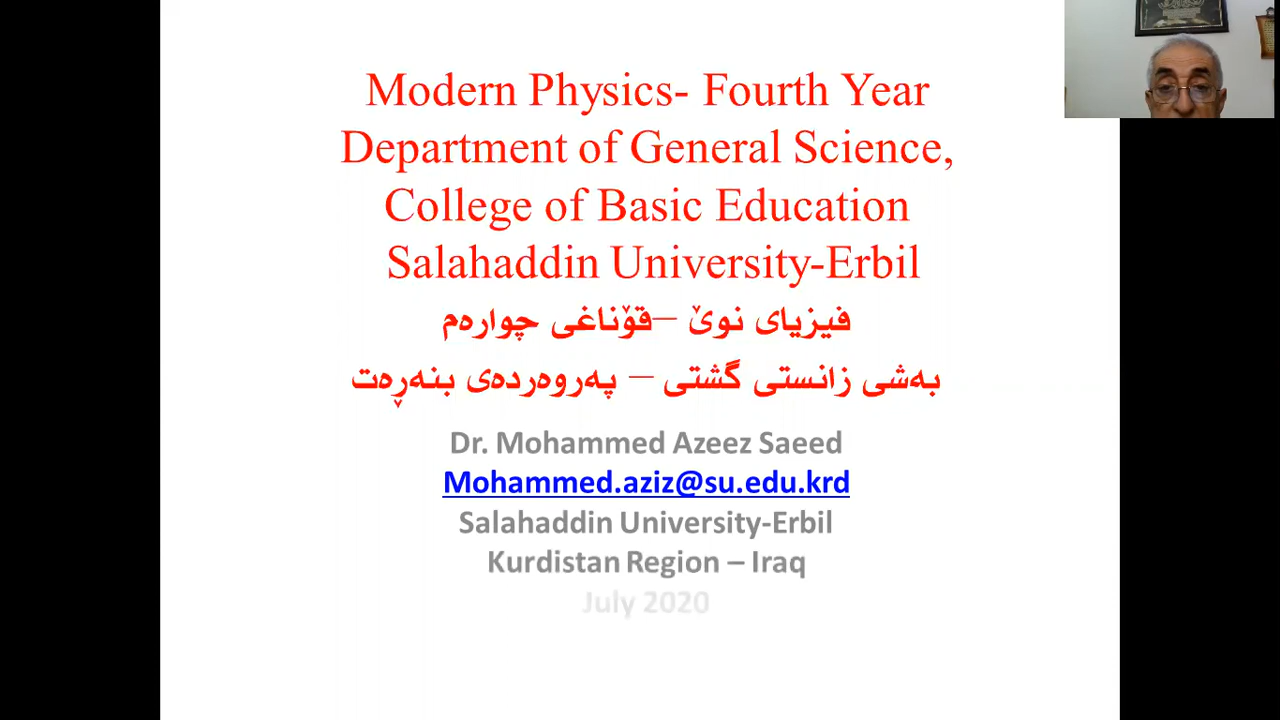 Modern Physics- Fourth Year
Department of General Science,
College of Basic Education
Salahaddin University-Erbil
فیزیای نوێ –قۆناغی چوارەم
بەشی زانستی گشتی – پەروەردەی بنەڕەت
Dr. Mohammed Azeez Saeed
Mohammed.aziz@su.edu.krd
Salahaddin University-Erbil
Kurdistan Region – Iraq
July 2020